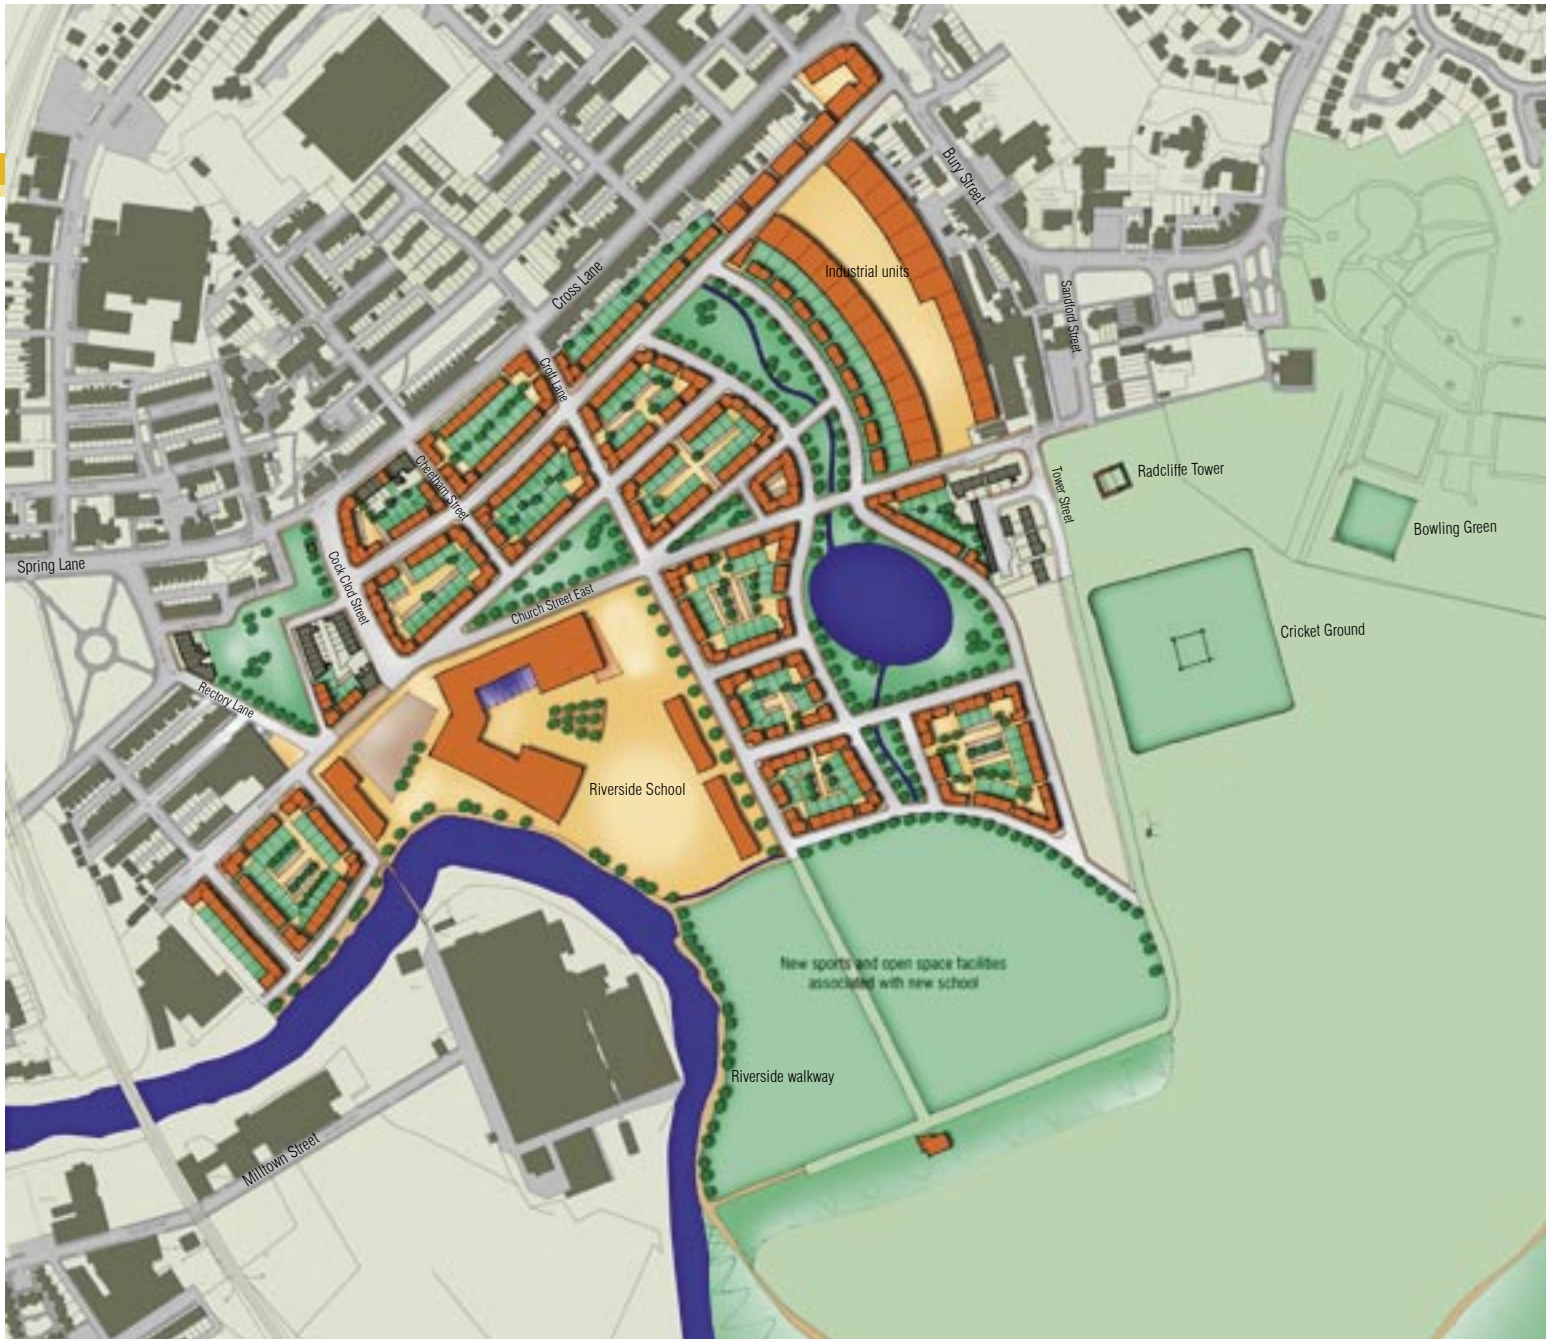 Bury Street
Industrial units
Cross Lane
Sandford Street
Croft Lane
Cheetham Street
Tower Street
Radcliffe Tower
Bowling Green
Spring Lane
Cock Clod Street
Church Street East
Cricket Ground
Rectory Lane
Riverside School
New sports and open space facilities
associated with new school
Riverside walkway
Milltown Street